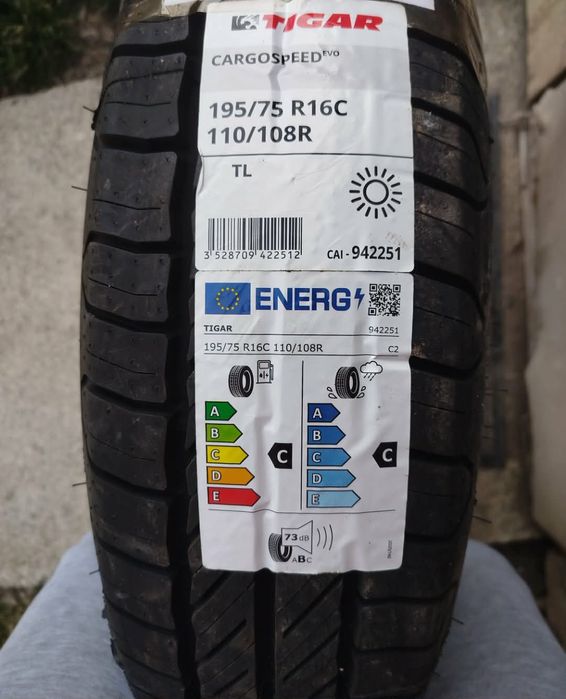 TIGAR
CARGOSPEED EVO
195/75 R16C
110/108R
TL
3 528709 422512
CAI - 942251
ENERG
TIGAR 942251
195/75 R16C 110/108R C2
A A
B B
C C C C
D D
E E
73 dB
ABC